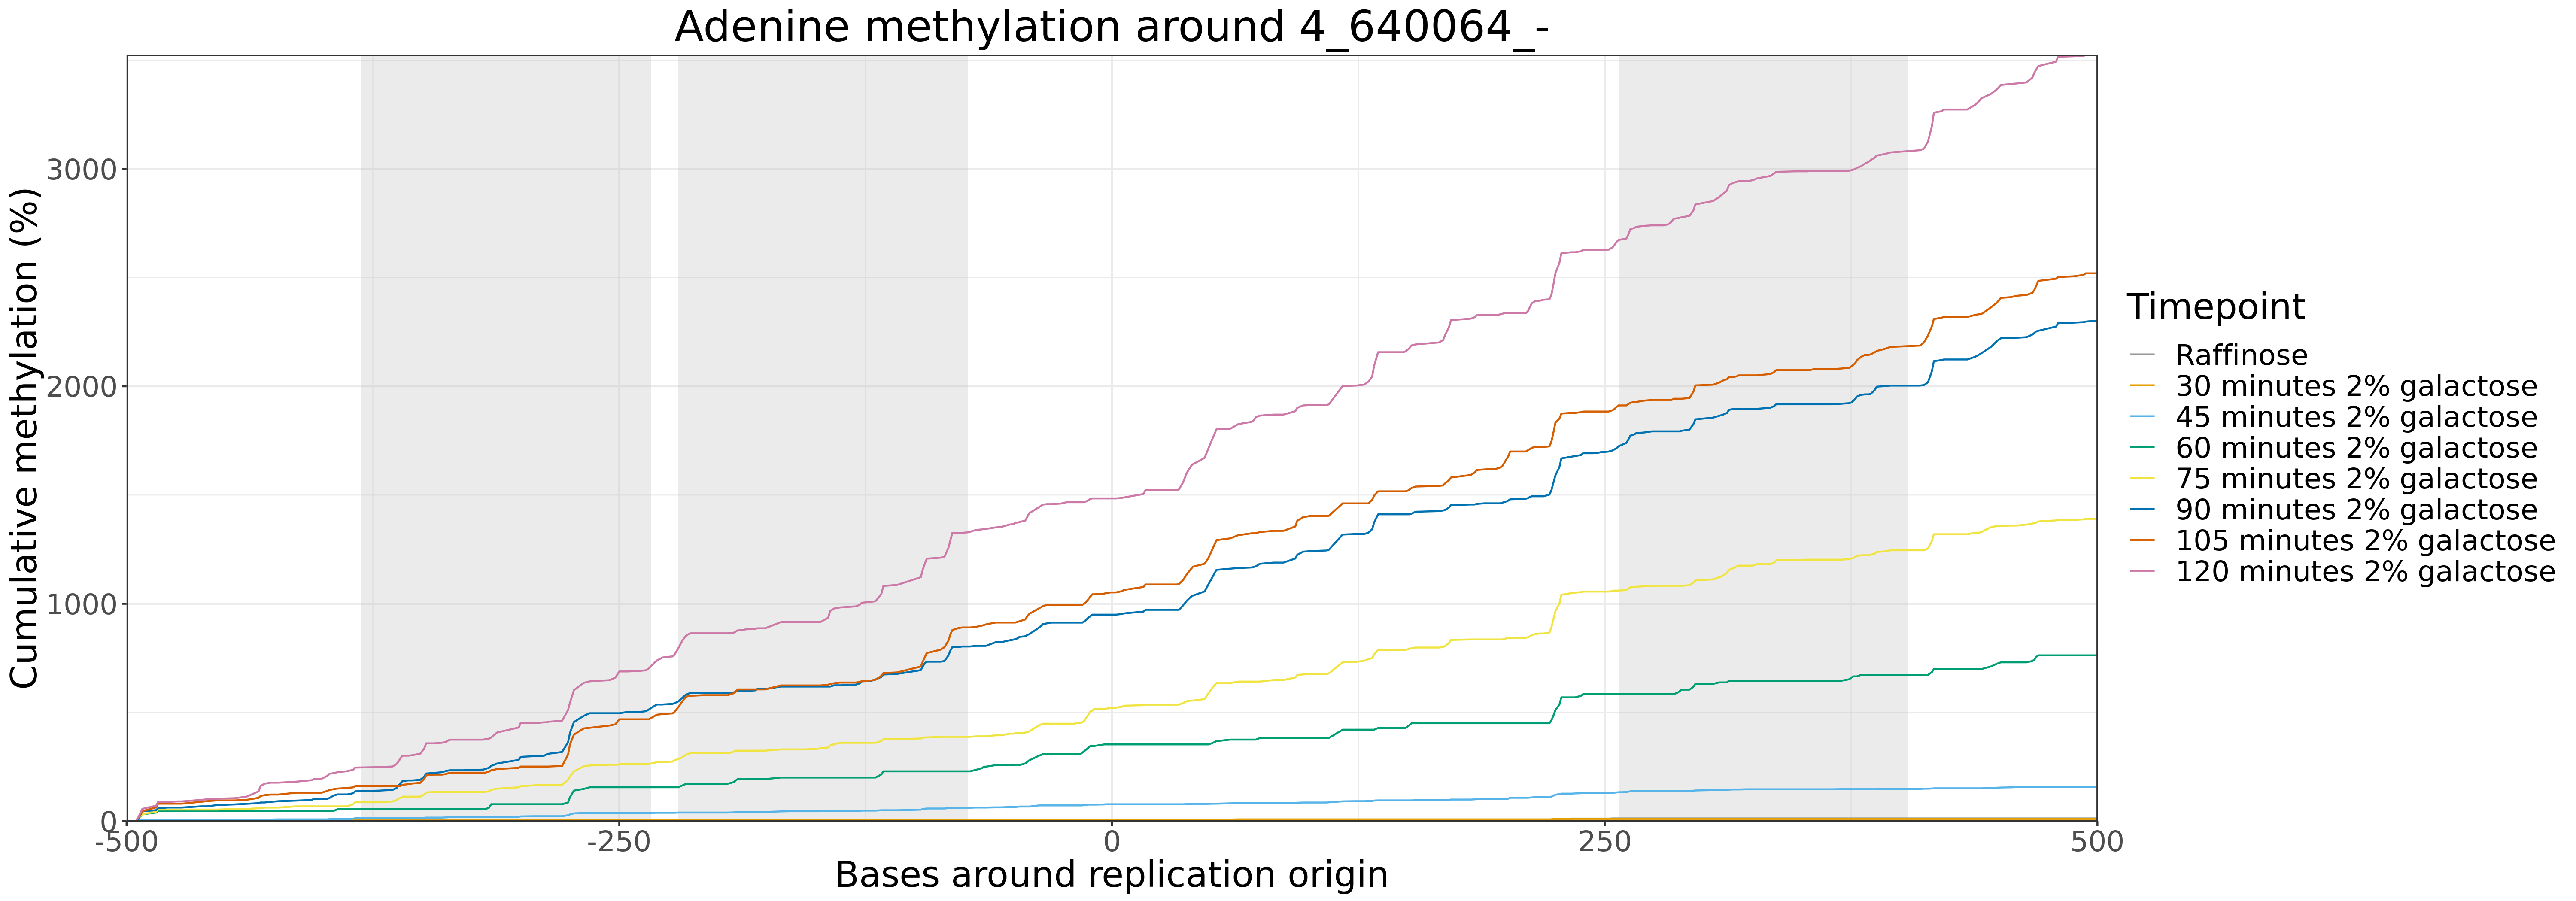 Adenine methylation around 4_640064_-
Cumulative methylation (%)
3000
2000
1000
0
-500
-250
0
250
500
Bases around replication origin
Timepoint
Raffinose
30 minutes 2% galactose
45 minutes 2% galactose
60 minutes 2% galactose
75 minutes 2% galactose
90 minutes 2% galactose
105 minutes 2% galactose
120 minutes 2% galactose